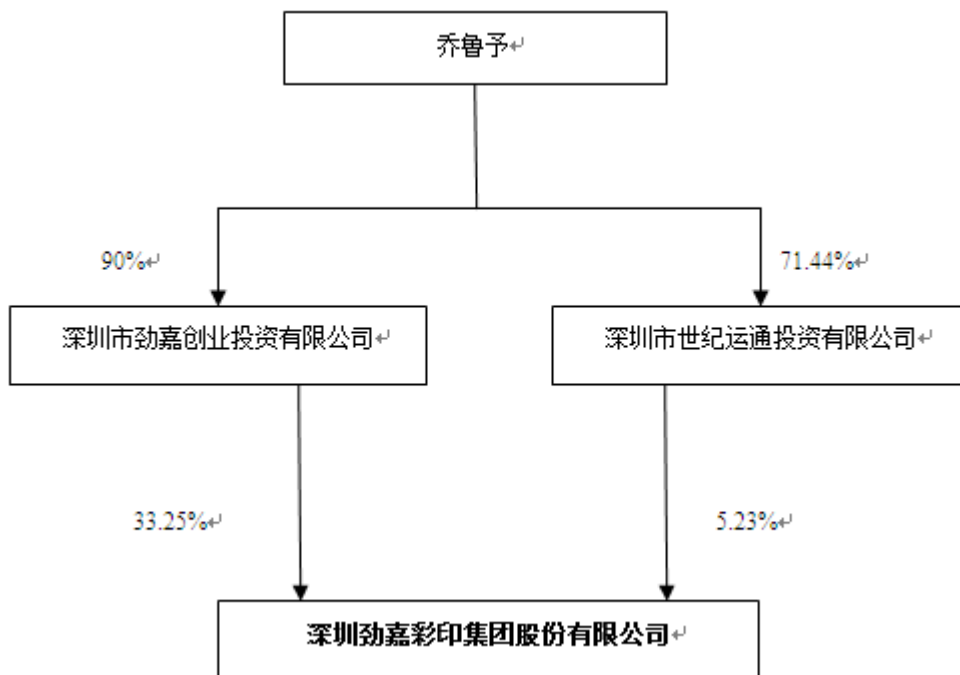 乔鲁予
90%
71.44%
深圳市劲嘉创业投资有限公司
深圳市世纪运通投资有限公司
33.25%
5.23%
深圳劲嘉彩印集团股份有限公司